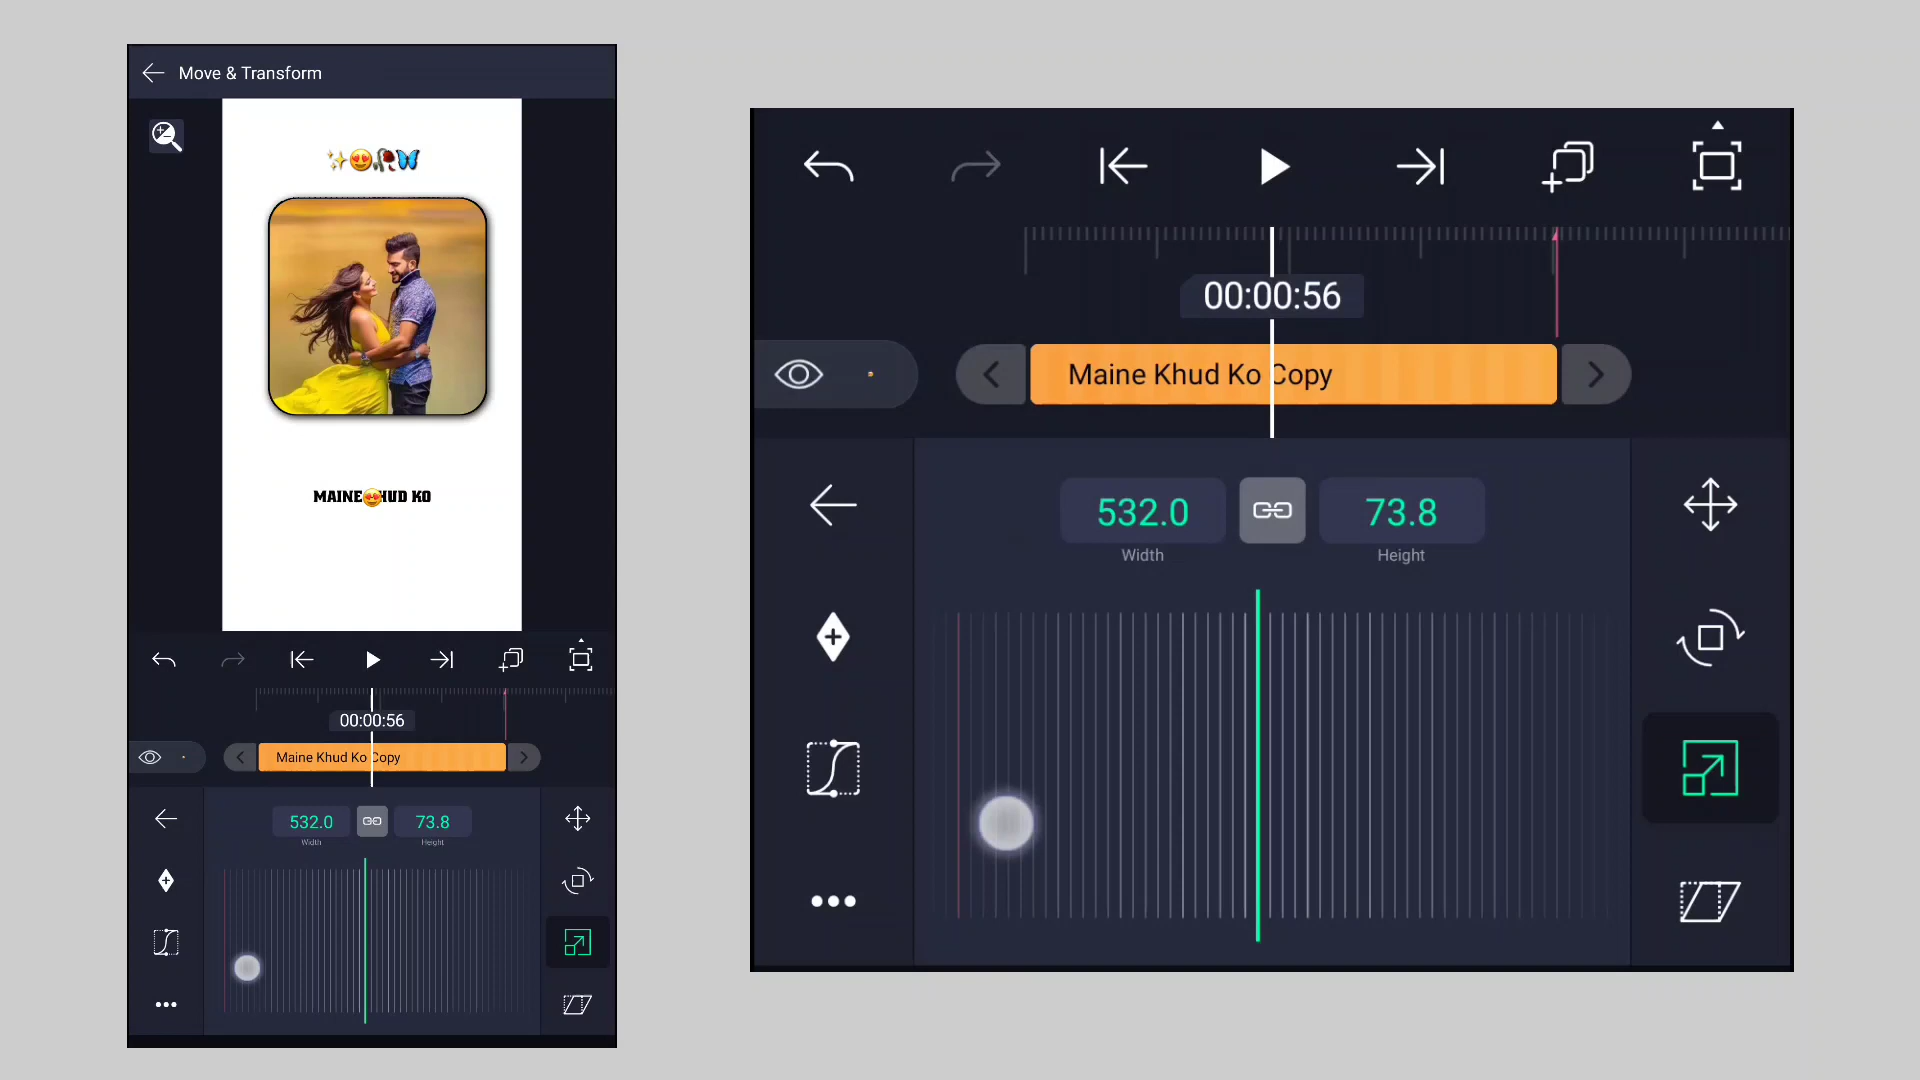 Move & Transform
MAINE KHUD KO
00:00:56
Maine Khud Ko Copy
532.0
73.8
Width
Height
00:00:56
Maine Khud Ko Copy
532.0
73.8
Width
Height